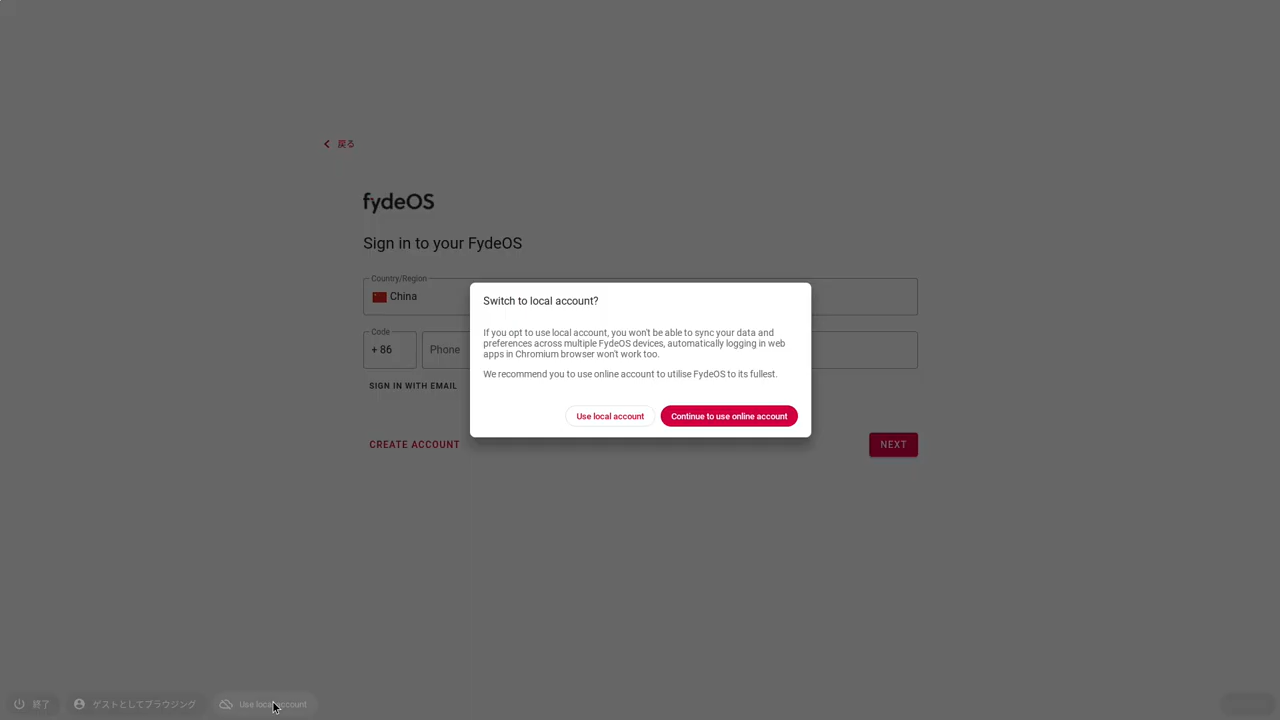 戻る
fydeOS
Sign in to your FydeOS
Country/Region
China
Code
+ 86
Phone
SIGN IN WITH EMAIL
CREATE ACCOUNT
NEXT
Switch to local account?
If you opt to use local account, you won't be able to sync your data and
preferences across multiple FydeOS devices, automatically logging in web
apps in Chromium browser won't work too.
We recommend you to use online account to utilise FydeOS to its fullest.
Use local account
Continue to use online account
終了
ゲストとしてブラウジング
Use local account